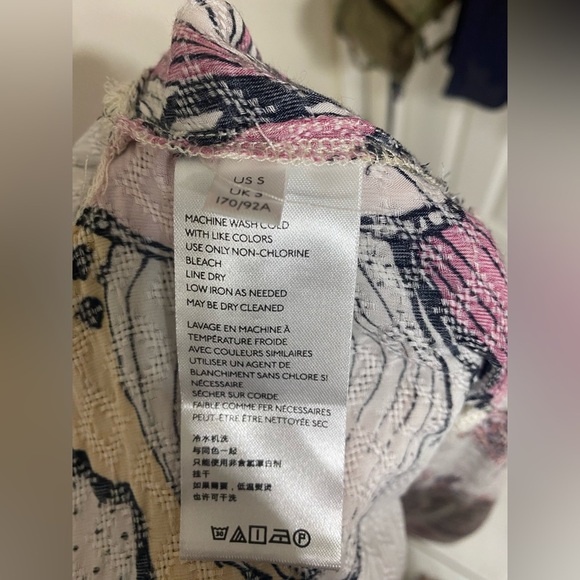 US S
UK S
170/92A
MACHINE WASH COLD
WITH LIKE COLORS
USE ONLY NON-CHLORINE
BLEACH
LINE DRY
LOW IRON AS NEEDED
MAY BE DRY CLEANED
LAVAGE EN MACHINE À
TEMPÉRATURE FROIDE
AVEC COULEURS SIMILAIRES
UTILISER UN AGENT DE
BLANCHIMENT SANS CHLORE SI
NÉCESSAIRE
SÉCHER SUR CORDE
FAIBLE COMME FER NÉCESSAIRES
PEUT-ÊTRE ÊTRE NETTOYÉE SEC
冷水机洗
与同色一起
只能使用非食氯漂白剂
挂干
如果需要，低温熨烫
也许可干洗
30
P